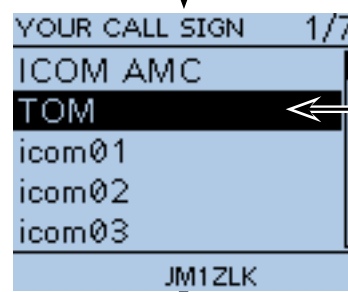 YOUR CALL SIGN 1/7
ICOM AMC
TOM
icom01
icom02
icom03
JM1ZLK